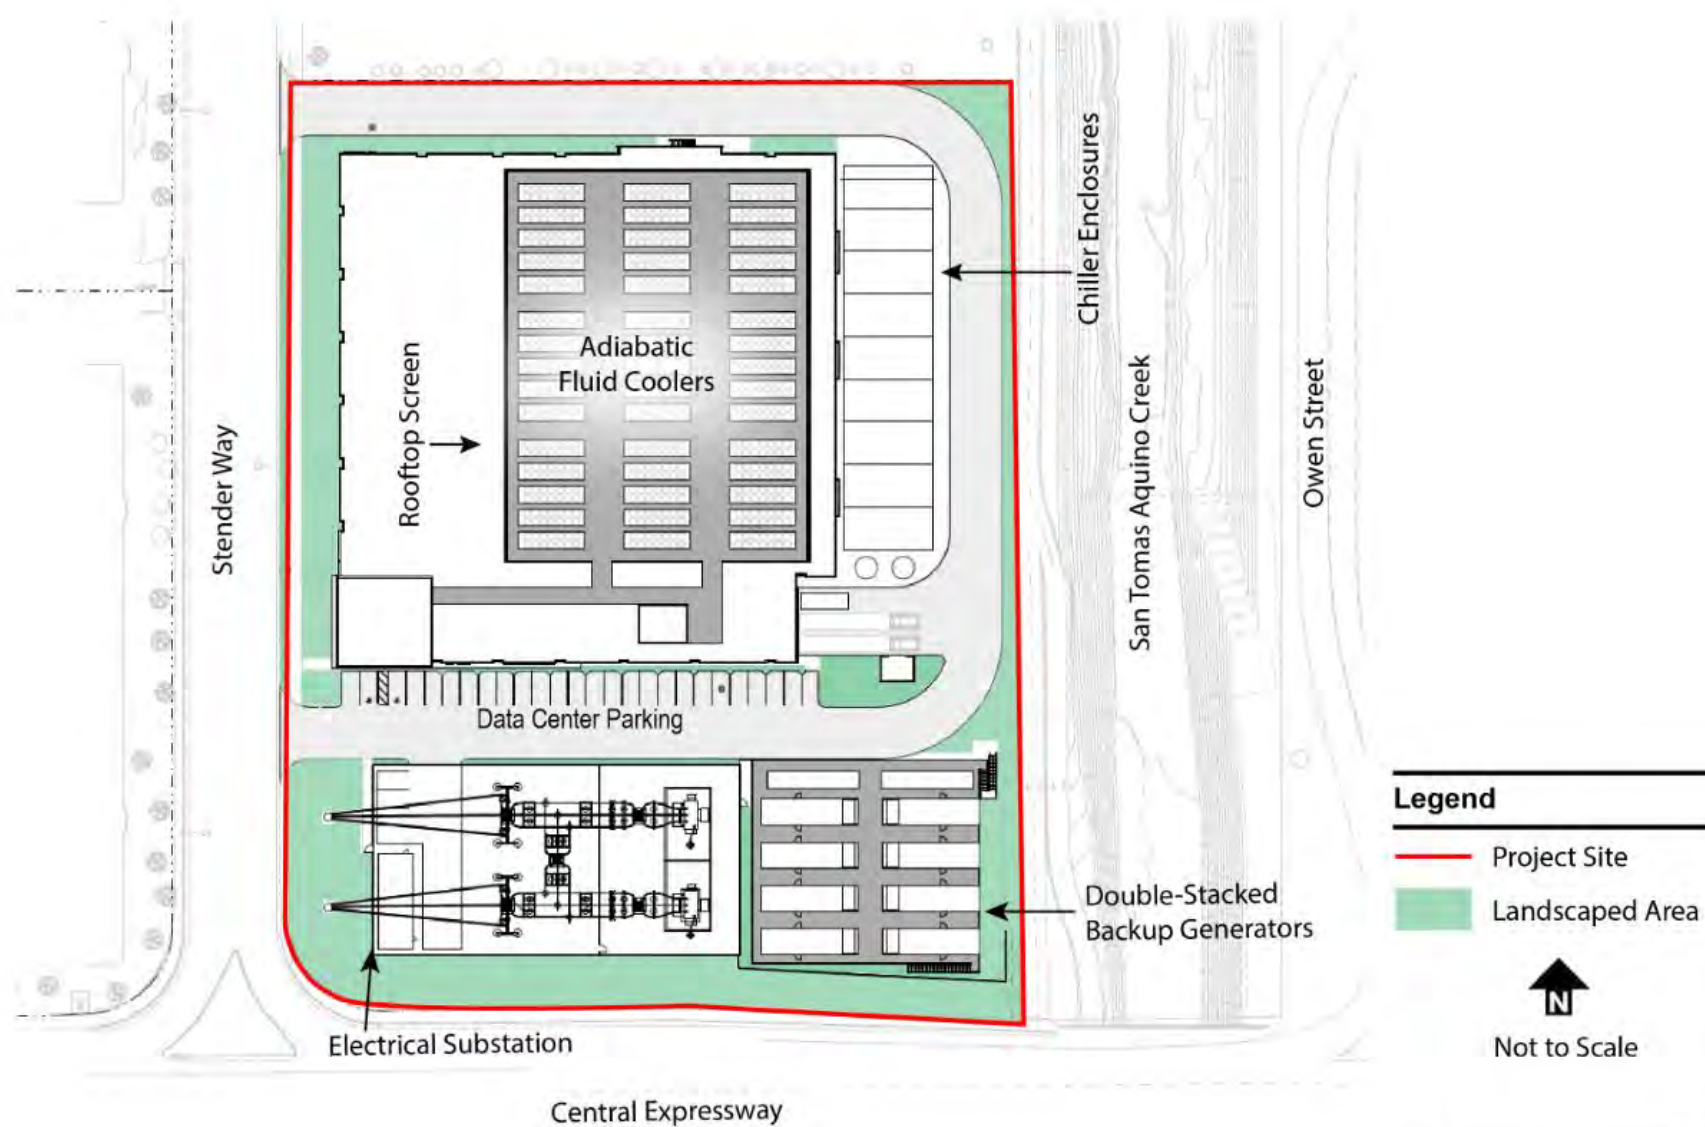 Chiller Enclosures
Adiabatic
Fluid Coolers
Rooftop Screen
Stender Way
San Tomas Aquino Creek
Owen Street
Data Center Parking
Legend
Project Site
Landscaped Area
N
Not to Scale
Double-Stacked
Backup Generators
Electrical Substation
Central Expressway